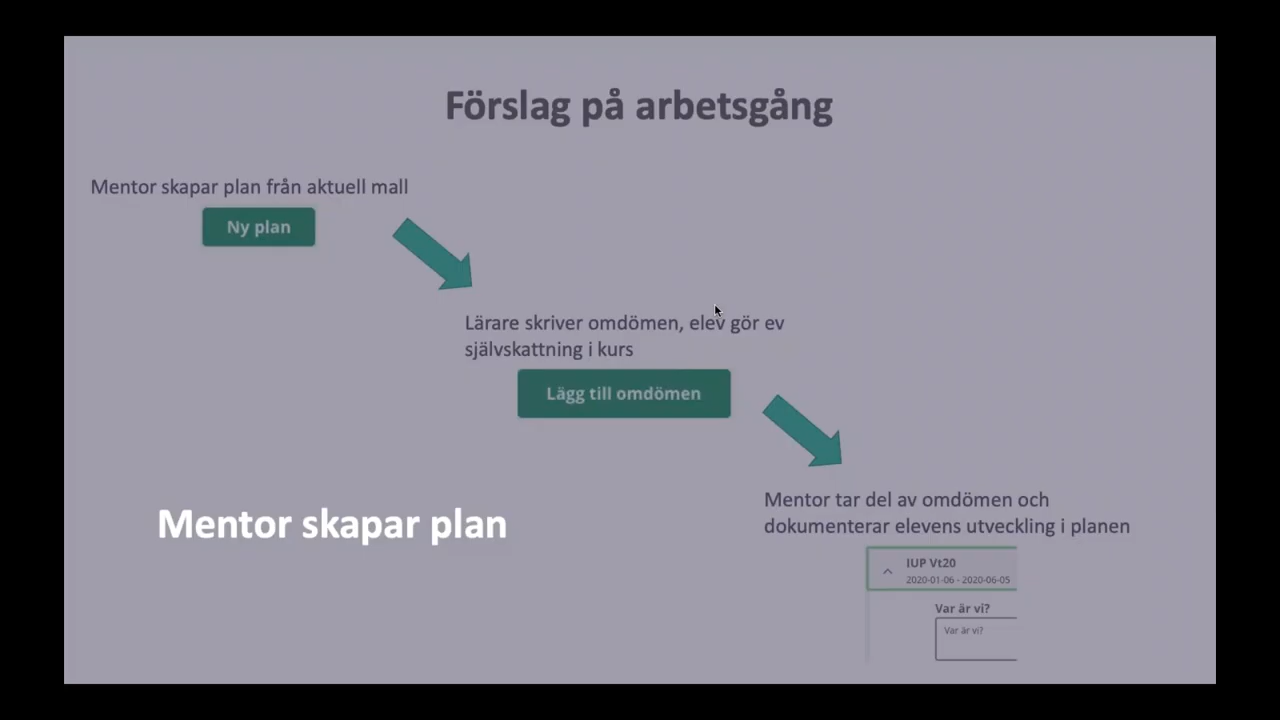 Förslag på arbetsgång
Mentor skapar plan från aktuell mall
Ny plan
Lärare skriver omdömen, elev gör ev
självskattning i kurs
Lägg till omdömen
Mentor tar del av omdömen och
dokumenterar elevens utveckling i planen
Mentor skapar plan
IUP Vt20
2020-01-06 - 2020-06-05
Var är vi?
Var är vi?